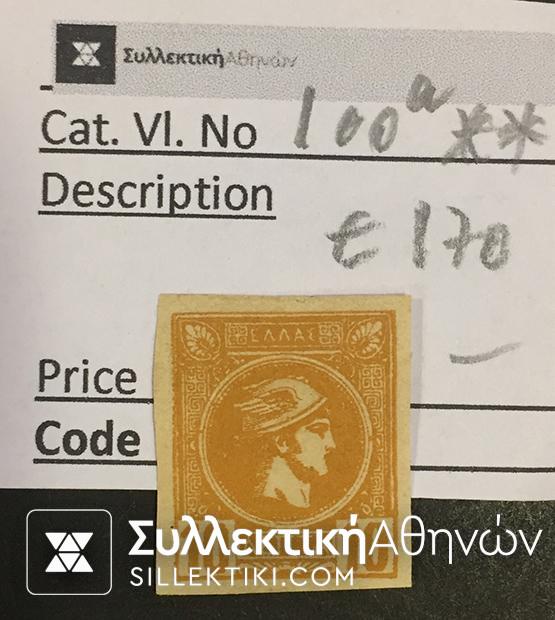 ΣυλλεκτικήΑθηνών
Cat. Vl. No 100a **
Description
€ 170
ΕΛΛΑΣ
Price —
Code
ΣυλλεκτικήΑθηνών
SILLEKTIKI.COM